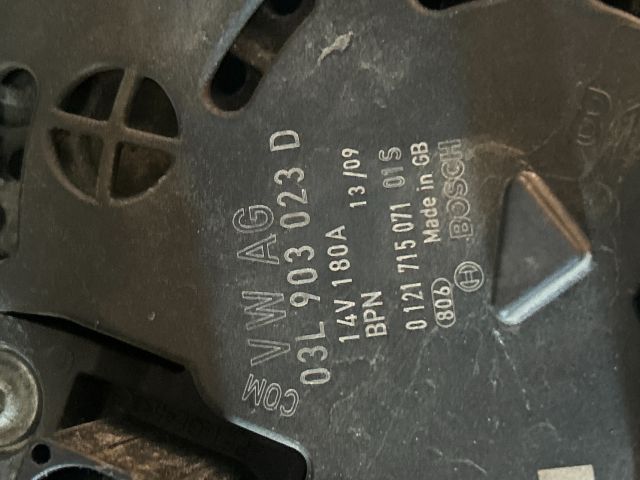 COM
VW AG
03L 903 023 D
14V 180A 13/09
BPN
0 121 715 071 01 S
806 Made in GB
BOSCH